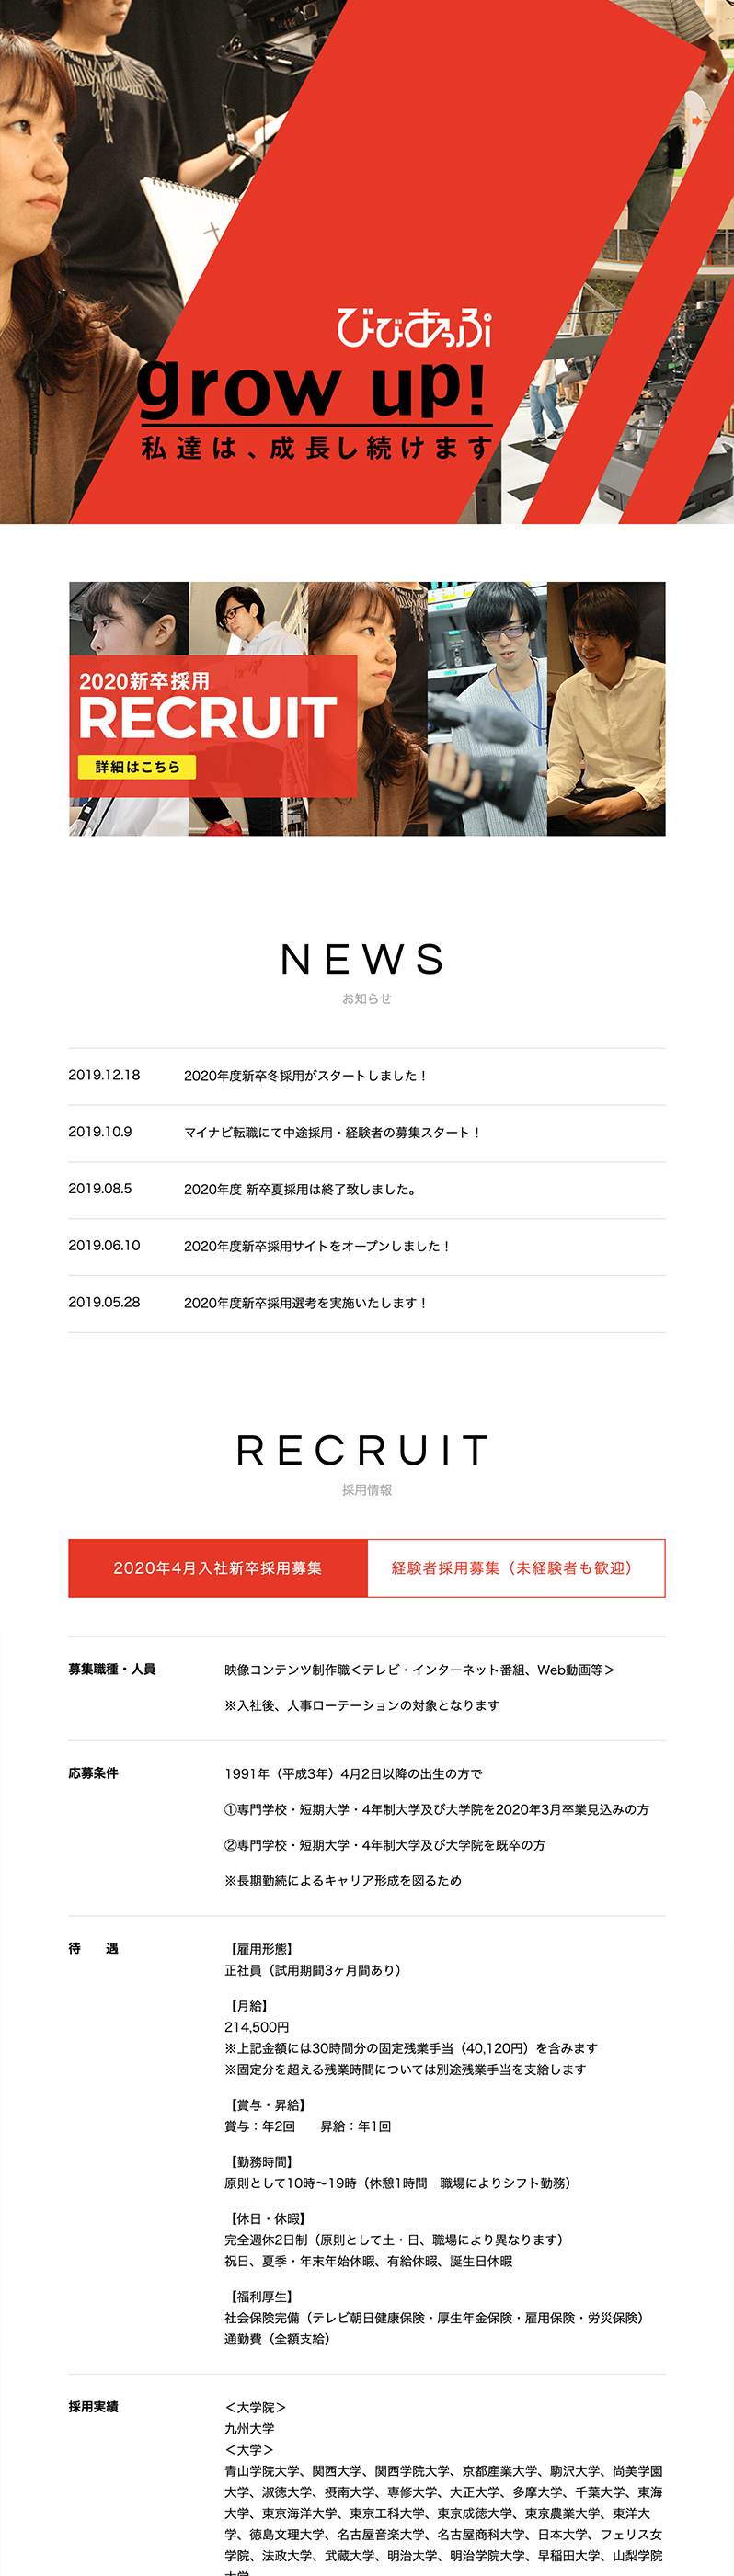 びびあっぷ
grow up!
私達は、成長し続けます
2020新卒採用
RECRUIT
詳細はこちら
NEWS
お知らせ
2019.12.18 2020年度新卒冬採用がスタートしました！
2019.10.9 マイナビ転職にて中途採用・経験者の募集スタート！
2019.08.5 2020年度 新卒夏採用は終了致しました。
2019.06.10 2020年度新卒採用サイトをオープンしました！
2019.05.28 2020年度新卒採用選考を実施いたします！
RECRUIT
採用情報
2020年4月入社新卒採用募集 経験者採用募集（未経験者も歓迎）
募集職種・人員 映像コンテンツ制作職＜テレビ・インターネット番組、Web動画等＞
※入社後、人事ローテーションの対象となります
応募条件 1991年（平成3年）4月2日以降の出生の方で
①専門学校・短期大学・4年制大学及び大学院を2020年3月卒業見込みの方
②専門学校・短期大学・4年制大学及び大学院を既卒の方
※長期勤続によるキャリア形成を図るため
待　　遇 【雇用形態】
正社員（試用期間3ヶ月間あり）
【月給】
214,500円
※上記金額には30時間分の固定残業手当（40,120円）を含みます
※固定分を超える残業時間については別途残業手当を支給します
【賞与・昇給】
賞与：年2回　　昇給：年1回
【勤務時間】
原則として10時〜19時（休憩1時間　職場によりシフト勤務）
【休日・休暇】
完全週休2日制（原則として土・日、職場により異なります）
祝日、夏季・年末年始休暇、有給休暇、誕生日休暇
【福利厚生】
社会保険完備（テレビ朝日健康保険・厚生年金保険・雇用保険・労災保険）
通勤費（全額支給）
採用実績 ＜大学院＞
九州大学
＜大学＞
青山学院大学、関西大学、関西学院大学、京都産業大学、駒沢大学、尚美学園
大学、淑徳大学、摂南大学、専修大学、大正大学、多摩大学、千葉大学、東海
大学、東京海洋大学、東京工科大学、東京成徳大学、東京農業大学、東洋大
学、徳島文理大学、名古屋音楽大学、名古屋商科大学、日本大学、フェリス女
学院、法政大学、武蔵大学、明治大学、明治学院大学、早稲田大学、山梨学院